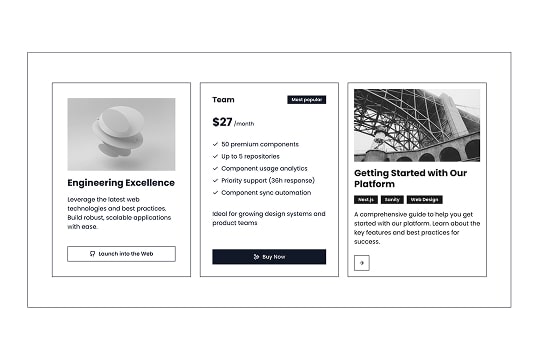 Engineering Excellence
Leverage the latest web
technologies and best practices.
Build robust, scalable applications
with ease.
Launch into the Web
Team
Most popular
$27 /month
50 premium components
Up to 5 repositories
Component usage analytics
Priority support (36h response)
Component sync automation
Ideal for growing design systems and
product teams
Buy Now
Getting Started with Our
Platform
Next.js
Sanity
Web Design
A comprehensive guide to help you get
started with our platform. Learn about the
key features and best practices for
success.